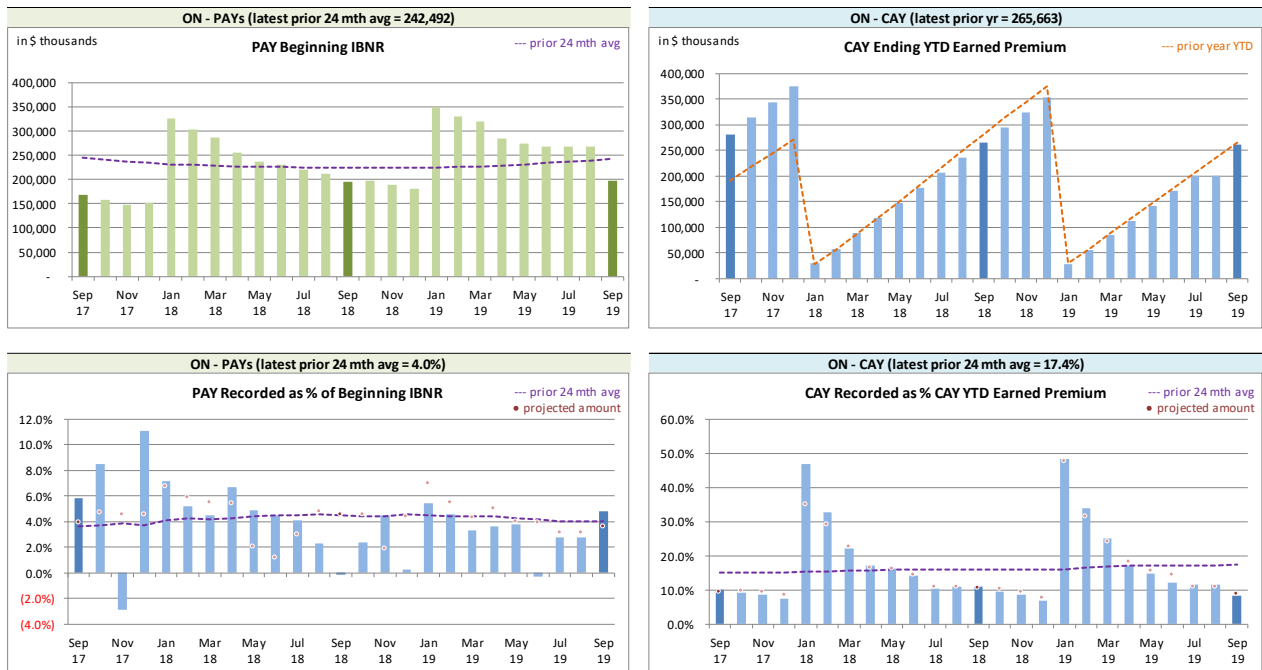 ON - PAYs (latest prior 24 mth avg = 242,492)
in $ thousands
PAY Beginning IBNR
--- prior 24 mth avg
400,000
350,000
300,000
250,000
200,000
150,000
100,000
50,000
-
Sep Nov Jan Mar May Jul Sep Nov Jan Mar May Jul Sep
17 17 18 18 18 18 18 18 19 19 19 19 19
ON - CAY (latest prior yr = 265,663)
in $ thousands
CAY Ending YTD Earned Premium
--- prior year YTD
400,000
350,000
300,000
250,000
200,000
150,000
100,000
50,000
-
Sep Nov Jan Mar May Jul Sep Nov Jan Mar May Jul Sep
17 17 18 18 18 18 18 18 19 19 19 19 19
ON - PAYs (latest prior 24 mth avg = 4.0%)
PAY Recorded as % of Beginning IBNR
--- prior 24 mth avg
• projected amount
12.0%
10.0%
8.0%
6.0%
4.0%
2.0%
0.0%
(2.0%)
(4.0%)
Sep Nov Jan Mar May Jul Sep Nov Jan Mar May Jul Sep
17 17 18 18 18 18 18 18 19 19 19 19 19
ON - CAY (latest prior 24 mth avg = 17.4%)
CAY Recorded as % CAY YTD Earned Premium
--- prior 24 mth avg
• projected amount
60.0%
50.0%
40.0%
30.0%
20.0%
10.0%
0.0%
Sep Nov Jan Mar May Jul Sep Nov Jan Mar May Jul Sep
17 17 18 18 18 18 18 18 19 19 19 19 19